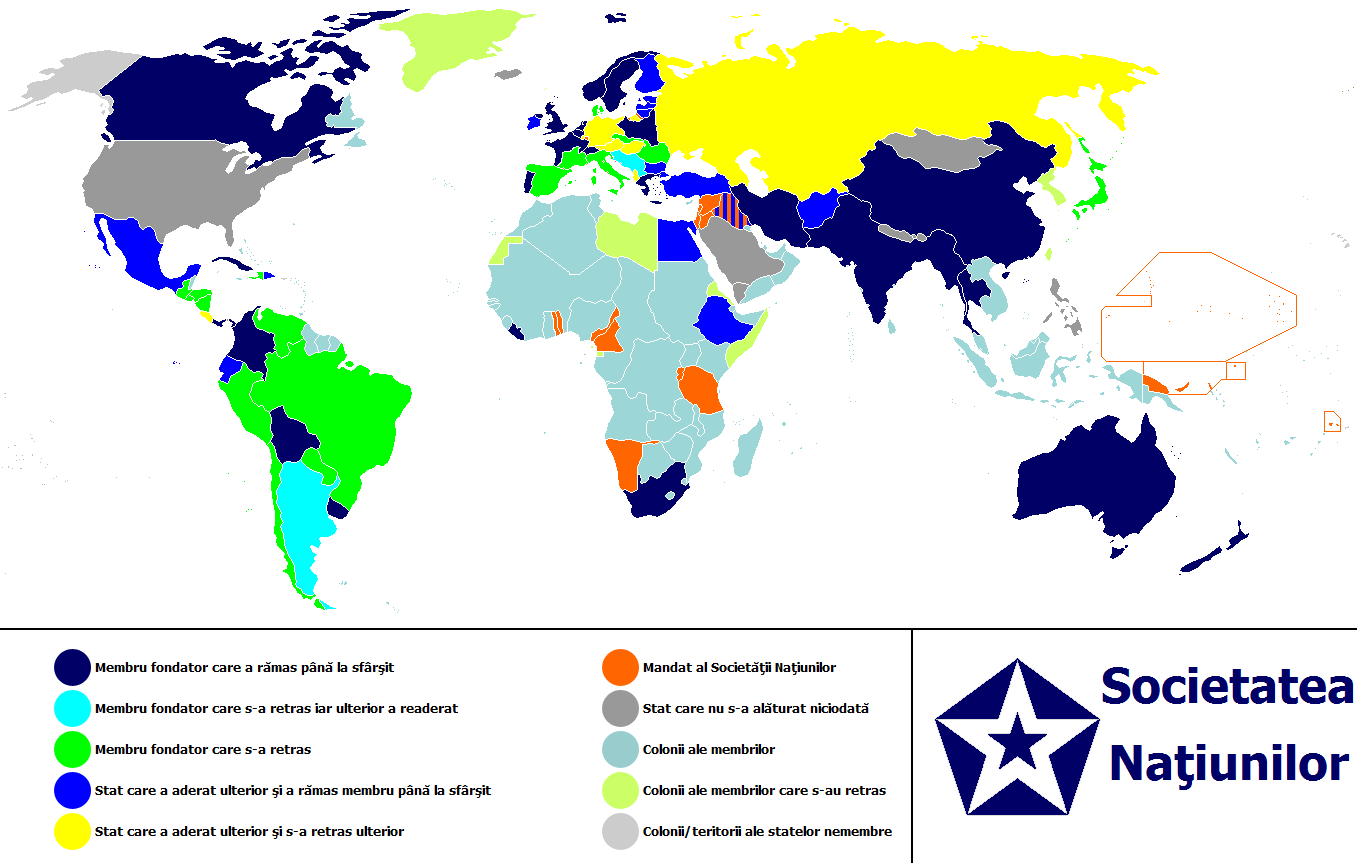 Membru fondator care a rămas până la sfârşit
Membru fondator care s-a retras iar ulterior a readerat
Membru fondator care s-a retras
Stat care a aderat ulterior şi a rămas membru până la sfârşit
Stat care a aderat ulterior şi s-a retras ulterior
Mandat al Societăţii Naţiunilor
Stat care nu s-a alăturat niciodată
Colonii ale membrilor
Colonii ale membrilor care s-au retras
Colonii/teritorii ale statelor nemembre
Societatea
Naţiunilor